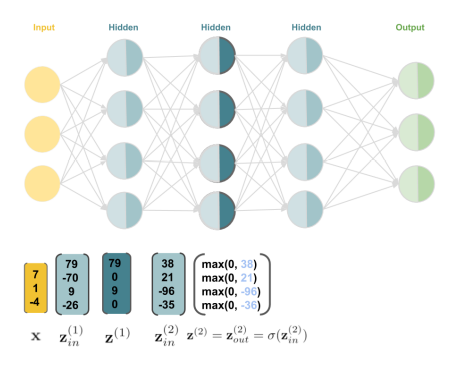 Input Hidden Hidden Hidden Output
7
1
-4
79
-70
9
-26
79
0
9
0
38
21
-96
-35
max(0, 38)
max(0, 21)
max(0, -96)
max(0, -36)
x z_{in}^{(1)} z^{(1)} z_{in}^{(2)} z^{(2)} = z_{out}^{(2)} = σ(z_{in}^{(2)})